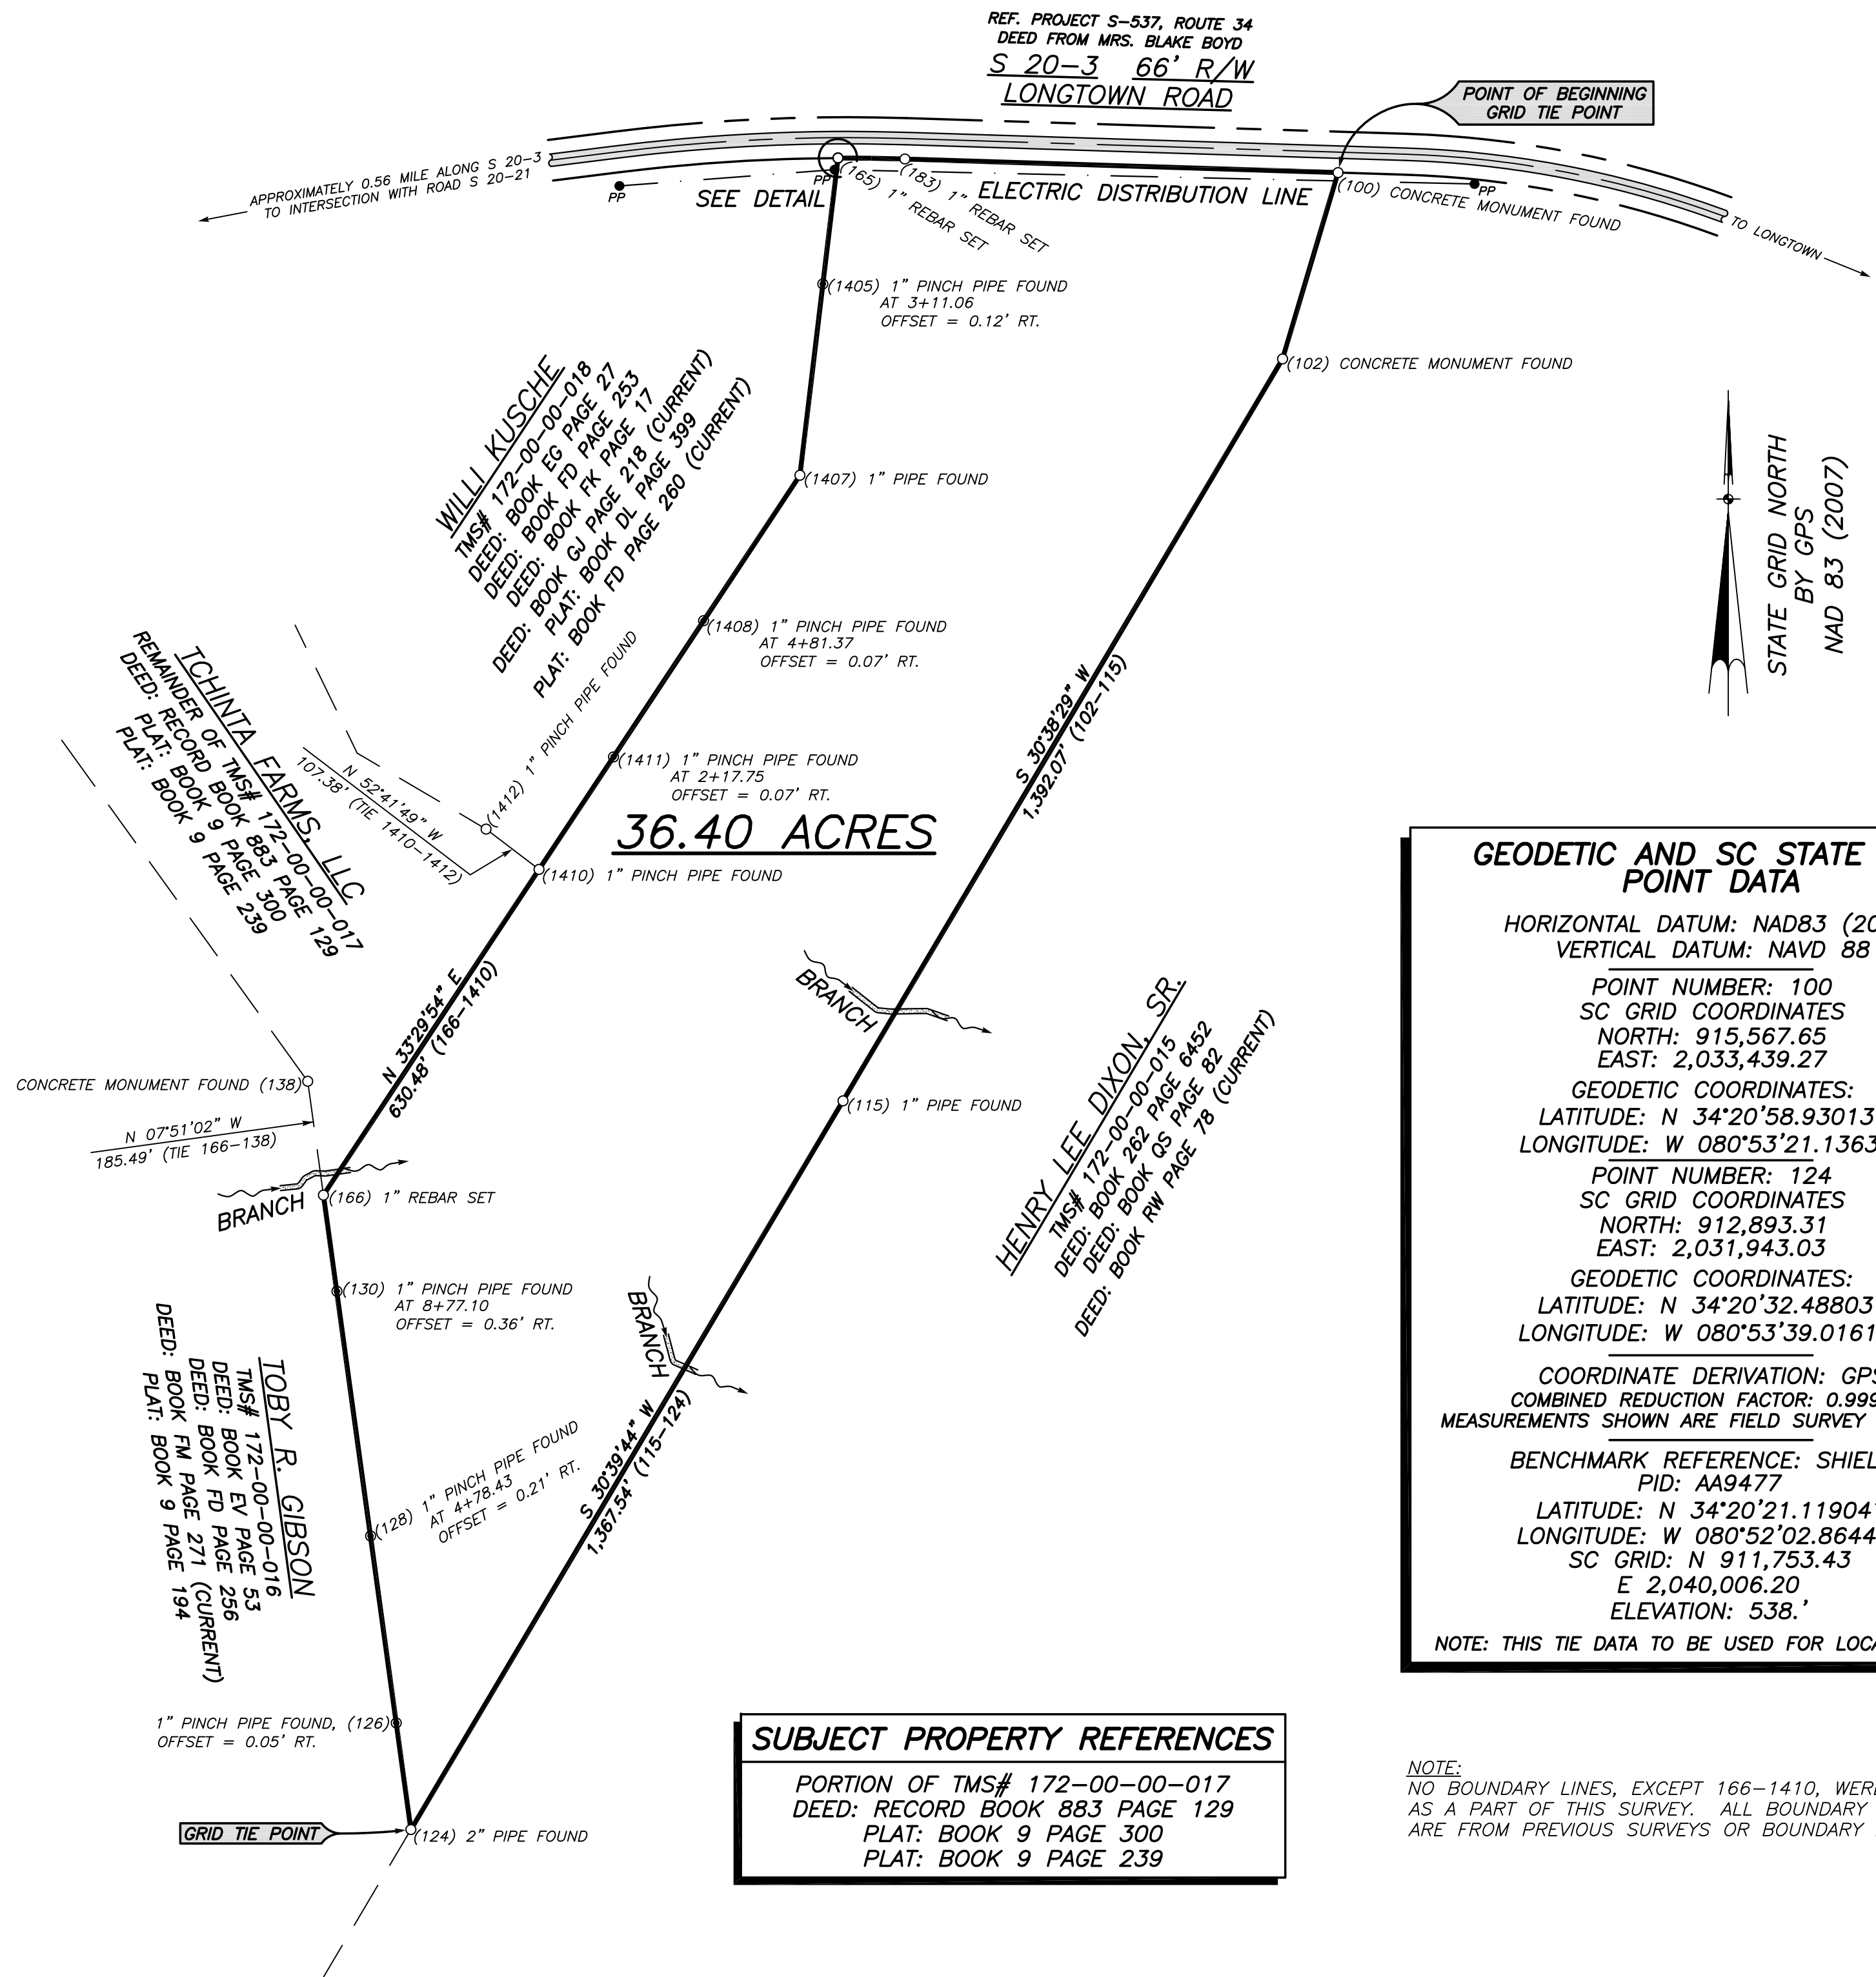 REF. PROJECT S-537, ROUTE 34
DEED FROM MRS. BLAKE BOYD
S 20-3 66' R/W
LONGTOWN ROAD
POINT OF BEGINNING
GRID TIE POINT
APPROXIMATELY 0.56 MILE ALONG S 20-3
TO INTERSECTION WITH ROAD S 20-21
PP
SEE DETAIL
PP
(165) 1" REBAR SET
(183) 1" REBAR SET
ELECTRIC DISTRIBUTION LINE
(100) CONCRETE MONUMENT FOUND
PP
TO LONGTOWN
(1405) 1" PINCH PIPE FOUND
AT 3+11.06
OFFSET = 0.12' RT.
(102) CONCRETE MONUMENT FOUND
WILLI KUSCHE
TMS# 172-00-00-018
DEED: BOOK EG PAGE 27
DEED: BOOK FD PAGE 253
DEED: BOOK FK PAGE 17
DEED: BOOK GJ PAGE 218 (CURRENT)
PLAT: BOOK DL PAGE 399
PLAT: BOOK FD PAGE 260 (CURRENT)
(1407) 1" PIPE FOUND
STATE GRID NORTH
BY GPS
NAD 83 (2007)
(1408) 1" PINCH PIPE FOUND
AT 4+81.37
OFFSET = 0.07' RT.
TCHINTA FARMS, LLC
REMAINDER OF TMS# 172-00-00-017
DEED: RECORD BOOK 883 PAGE 129
PLAT: BOOK 9 PAGE 300
PLAT: BOOK 9 PAGE 239
(1412) 1" PINCH PIPE FOUND
N 52°41'49" W
107.38' (TIE 1410-1412)
(1411) 1" PINCH PIPE FOUND
AT 2+17.75
OFFSET = 0.07' RT.
S 30°38'29" W
1,392.07' (102-115)
36.40 ACRES
(1410) 1" PINCH PIPE FOUND
BRANCH
N 33°29'54" E
630.48' (166-1410)
CONCRETE MONUMENT FOUND (138)
N 07°51'02" W
185.49' (TIE 166-138)
(115) 1" PIPE FOUND
HENRY LEE DIXON, SR.
TMS# 172-00-00-015
DEED: BOOK 262 PAGE 6452
DEED: BOOK QS PAGE 82
DEED: BOOK RW PAGE 78 (CURRENT)
BRANCH
(166) 1" REBAR SET
(130) 1" PINCH PIPE FOUND
AT 8+77.10
OFFSET = 0.36' RT.
BRANCH
TOBY R. GIBSON
TMS# 172-00-00-016
DEED: BOOK EV PAGE 53
DEED: BOOK FD PAGE 256
DEED: BOOK FM PAGE 271 (CURRENT)
PLAT: BOOK 9 PAGE 194
(128) 1" PINCH PIPE FOUND
AT 4+78.43
OFFSET = 0.21' RT.
S 30°39'44" W
1,367.54' (115-124)
1" PINCH PIPE FOUND, (126)
OFFSET = 0.05' RT.
GRID TIE POINT
(124) 2" PIPE FOUND
SUBJECT PROPERTY REFERENCES
PORTION OF TMS# 172-00-00-017
DEED: RECORD BOOK 883 PAGE 129
PLAT: BOOK 9 PAGE 300
PLAT: BOOK 9 PAGE 239
GEODETIC AND SC STATE
POINT DATA
HORIZONTAL DATUM: NAD83 (20
VERTICAL DATUM: NAVD 88
POINT NUMBER: 100
SC GRID COORDINATES
NORTH: 915,567.65
EAST: 2,033,439.27
GEODETIC COORDINATES:
LATITUDE: N 34°20'58.93013
LONGITUDE: W 080°53'21.1363
POINT NUMBER: 124
SC GRID COORDINATES
NORTH: 912,893.31
EAST: 2,031,943.03
GEODETIC COORDINATES:
LATITUDE: N 34°20'32.48803
LONGITUDE: W 080°53'39.0161
COORDINATE DERIVATION: GPS
COMBINED REDUCTION FACTOR: 0.999
MEASUREMENTS SHOWN ARE FIELD SURVEY
BENCHMARK REFERENCE: SHIEL
PID: AA9477
LATITUDE: N 34°20'21.11904
LONGITUDE: W 080°52'02.8644
SC GRID: N 911,753.43
E 2,040,006.20
ELEVATION: 538.'
NOTE: THIS TIE DATA TO BE USED FOR LOCA
NOTE:
NO BOUNDARY LINES, EXCEPT 166-1410, WERE
AS A PART OF THIS SURVEY. ALL BOUNDARY
ARE FROM PREVIOUS SURVEYS OR BOUNDARY